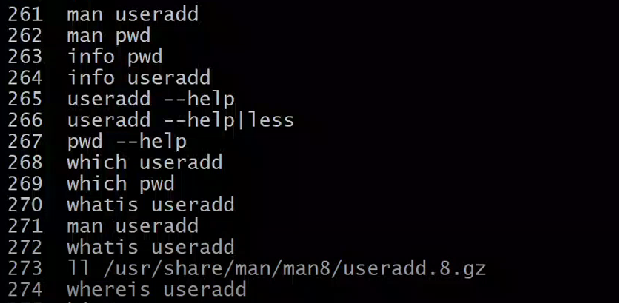 261 man useradd
262 man pwd
263 info pwd
264 info useradd
265 useradd --help
266 useradd --help|less
267 pwd --help
268 which useradd
269 which pwd
270 whatis useradd
271 man useradd
272 whatis useradd
273 ll /usr/share/man/man8/useradd.8.gz
274 whereis useradd